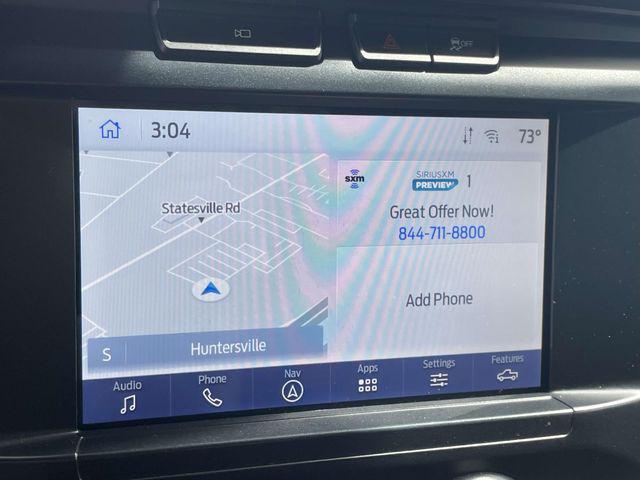 OFF
3:04
1
73°
Statesville Rd
sxm
SIRIUSXM
PREVIEW
1
Great Offer Now!
844-711-8800
Add Phone
S
Huntersville
Audio
Phone
Nav
Apps
Settings
Features